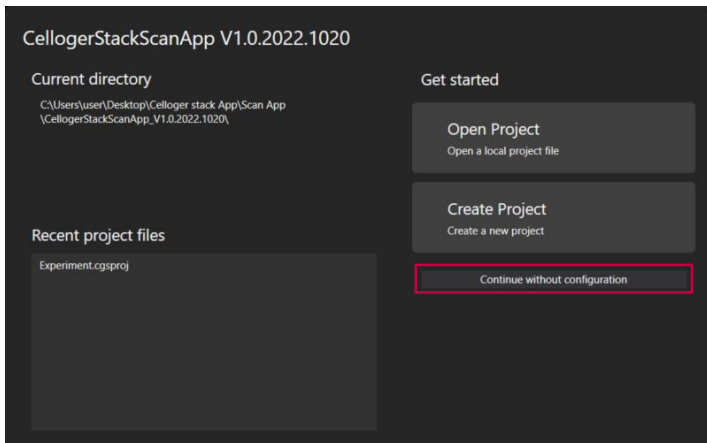 CellogerStackScanApp V1.0.2022.1020
Current directory
C:\Users\user\Desktop\Celloger stack App\Scan App
\CellogerStackScanApp_V1.0.2022.1020\
Recent project files
Experiment.cgsproj
Get started
Open Project
Open a local project file
Create Project
Create a new project
Continue without configuration